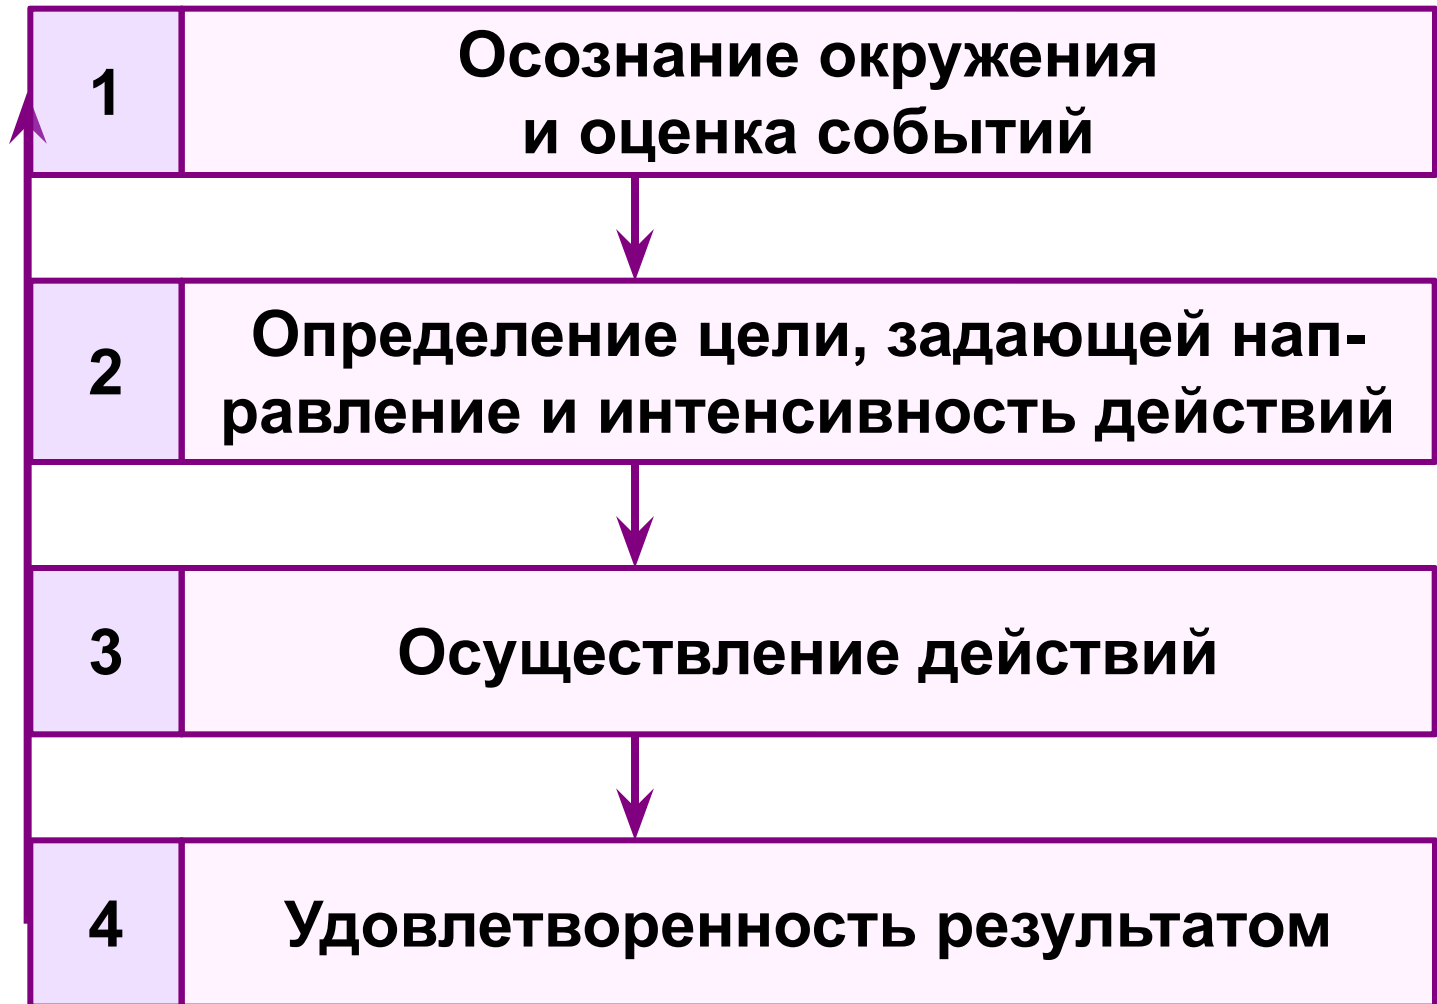 1
Осознание окружения
и оценка событий
2
Определение цели, задающей нап-
равление и интенсивность действий
3
Осуществление действий
4
Удовлетворенность результатом